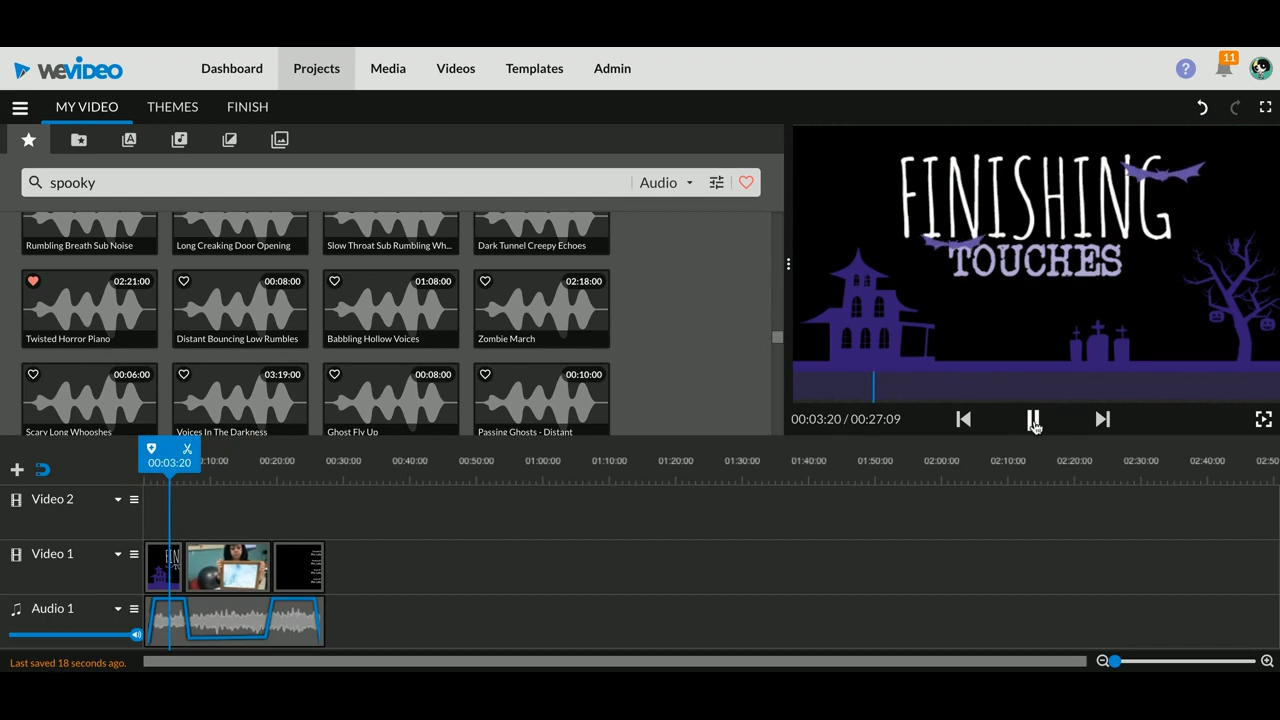 wevideo
Dashboard Projects Media Videos Templates Admin
? 11
MY VIDEO THEMES FINISH
spooky Audio
Rumbling Breath Sub Noise Long Creaking Door Opening Slow Throat Sub Rumbling Wh... Dark Tunnel Creepy Echoes
02:21:00 00:08:00 01:08:00 02:18:00
Twisted Horror Piano Distant Bouncing Low Rumbles Babbling Hollow Voices Zombie March
00:06:00 03:19:00 00:08:00 00:10:00
Scary Long Whooshes Voices In The Darkness Ghost Fly Up Passing Ghosts - Distant
FINISHING
TOUCHES
00:03:20 / 00:27:09
00:03:20 :10:00 00:20:00 00:30:00 00:40:00 00:50:00 01:00:00 01:10:00 01:20:00 01:30:00 01:40:00 01:50:00 02:00:00 02:10:00 02:20:00 02:30:00 02:40:00 02:50
Video 2
Video 1
Audio 1
Last saved 18 seconds ago.